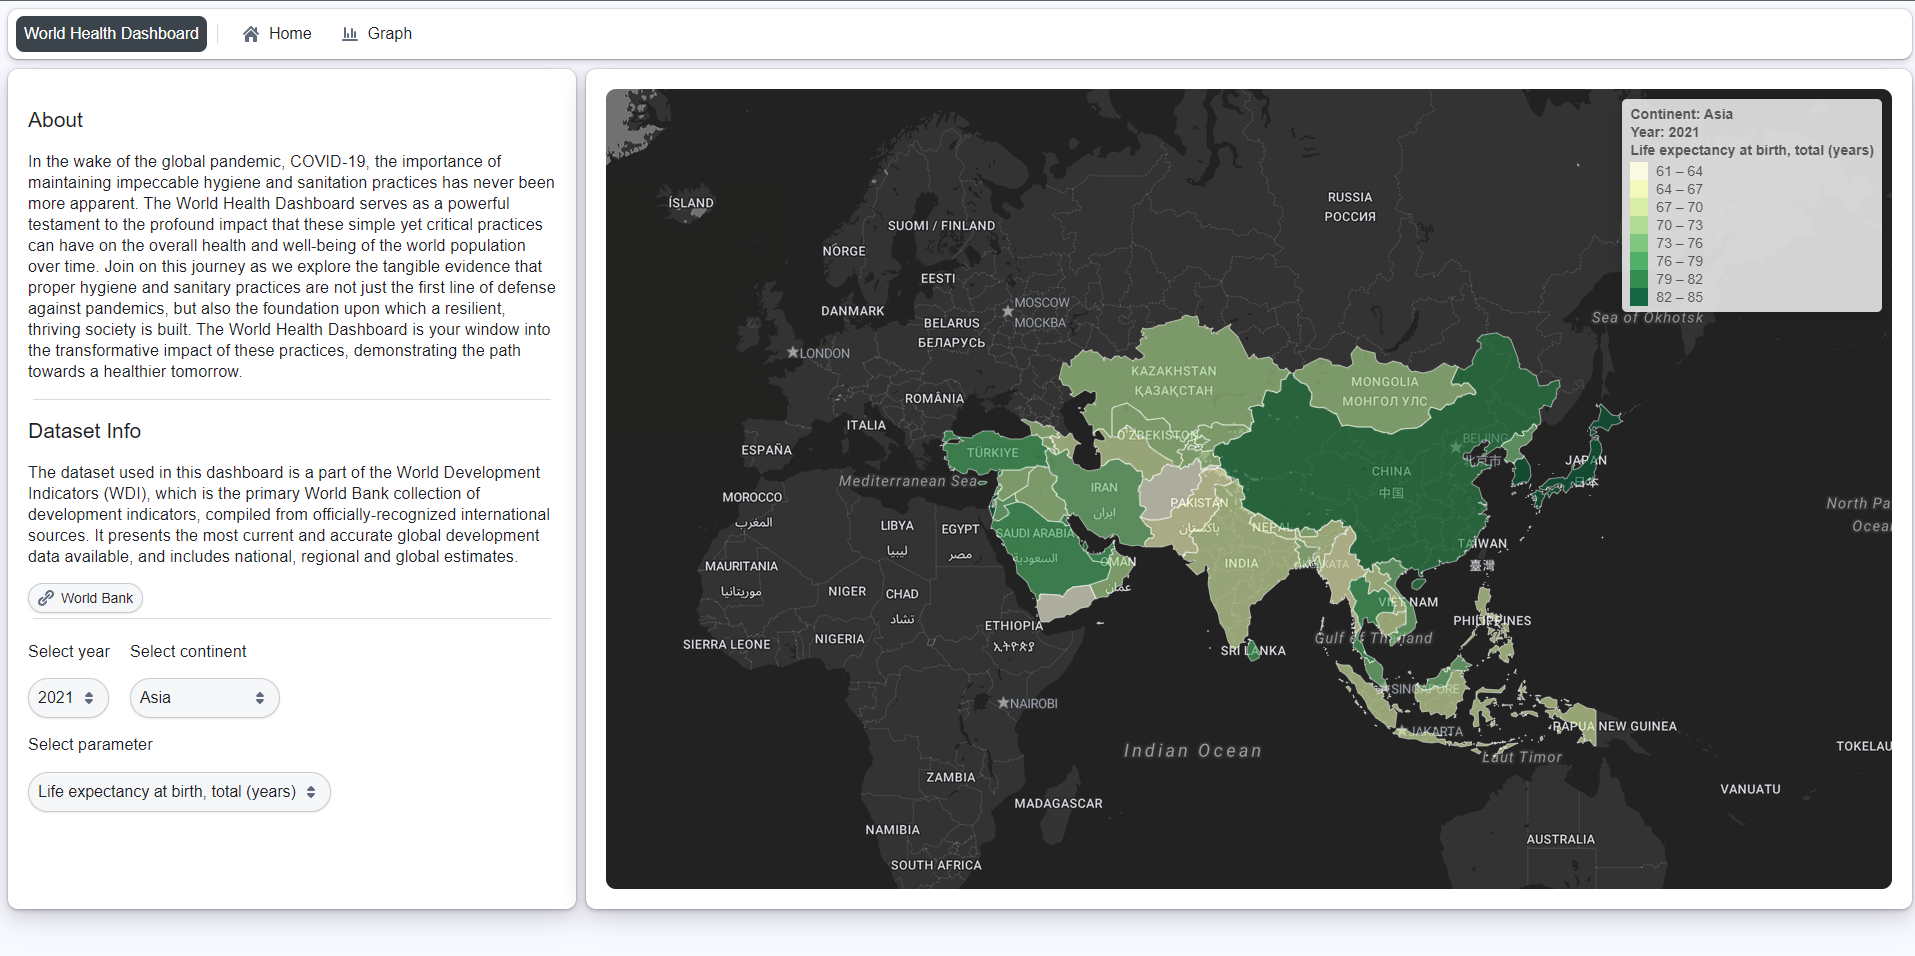 World Health Dashboard
Home
Graph
About
In the wake of the global pandemic, COVID-19, the importance of
maintaining impeccable hygiene and sanitation practices has never been
more apparent. The World Health Dashboard serves as a powerful
testament to the profound impact that these simple yet critical practices
can have on the overall health and well-being of the world population
over time. Join on this journey as we explore the tangible evidence that
proper hygiene and sanitary practices are not just the first line of defense
against pandemics, but also the foundation upon which a resilient,
thriving society is built. The World Health Dashboard is your window into
the transformative impact of these practices, demonstrating the path
towards a healthier tomorrow.
Dataset Info
The dataset used in this dashboard is a part of the World Development
Indicators (WDI), which is the primary World Bank collection of
development indicators, compiled from officially-recognized international
sources. It presents the most current and accurate global development
data available, and includes national, regional and global estimates.
World Bank
Select year
Select continent
2021
Asia
Select parameter
Life expectancy at birth, total (years)
Continent: Asia
Year: 2021
Life expectancy at birth, total (years)
61 – 64
64 – 67
67 – 70
70 – 73
73 – 76
76 – 79
79 – 82
82 – 85
ÍSLAND
RUSSIA
РОССИЯ
SUOMI / FINLAND
NORGE
EESTI
DANMARK
MOSCOW
МОСКВА
Sea of Okhotsk
BELARUS
БЕЛАРУСЬ
LONDON
KAZAKHSTAN
ҚАЗАҚСТАН
MONGOLIA
МОНГОЛ УЛС
ROMÂNIA
ITALIA
O'ZBEKISTON
BEIJING
北京市
ESPAÑA
TÜRKIYE
JAPAN
日本
CHINA
中国
Mediterranean Sea
IRAN
ایران
MOROCCO
المغرب
PAKISTAN
پاکستان
North Pa
Ocea
LIBYA
ليبيا
EGYPT
مصر
SAUDI ARABIA
السعودية
NEPAL
TAIWAN
臺灣
MAURITANIA
موريتانيا
OMAN
عمان
INDIA
NIGER
CHAD
تشاد
VIET NAM
ETHIOPIA
ኢትዮጵያ
PHILIPPINES
SIERRA LEONE
NIGERIA
Gulf of Thailand
SRI LANKA
SINGAPORE
NAIROBI
JAKARTA
PAPUA NEW GUINEA
Indian Ocean
Laut Timor
TOKELAU
ZAMBIA
VANUATU
MADAGASCAR
NAMIBIA
AUSTRALIA
SOUTH AFRICA